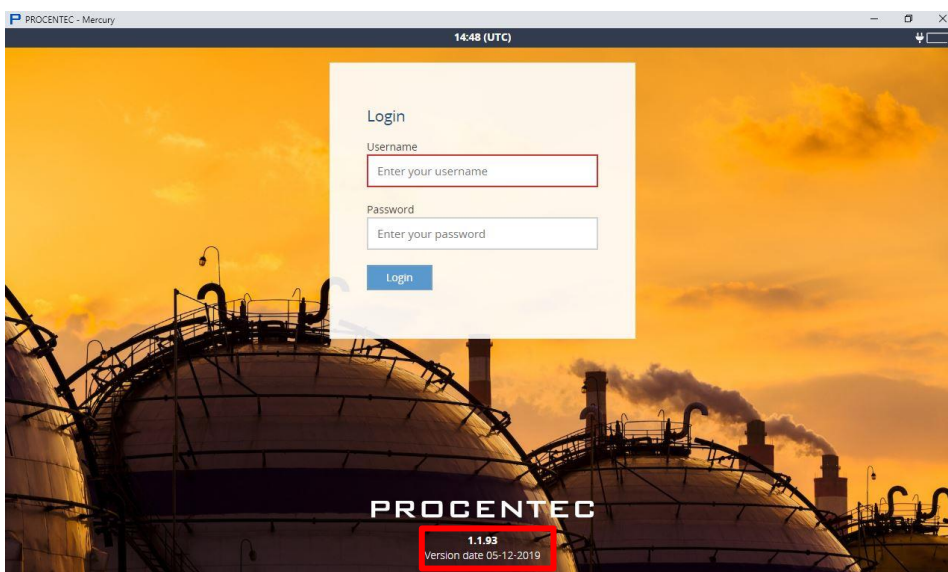 PROCENTEC - Mercury
14:48 (UTC)
Login
Username
Enter your username
Password
Enter your password
Login
PROCENTEC
1.1.93
Version date 05-12-2019